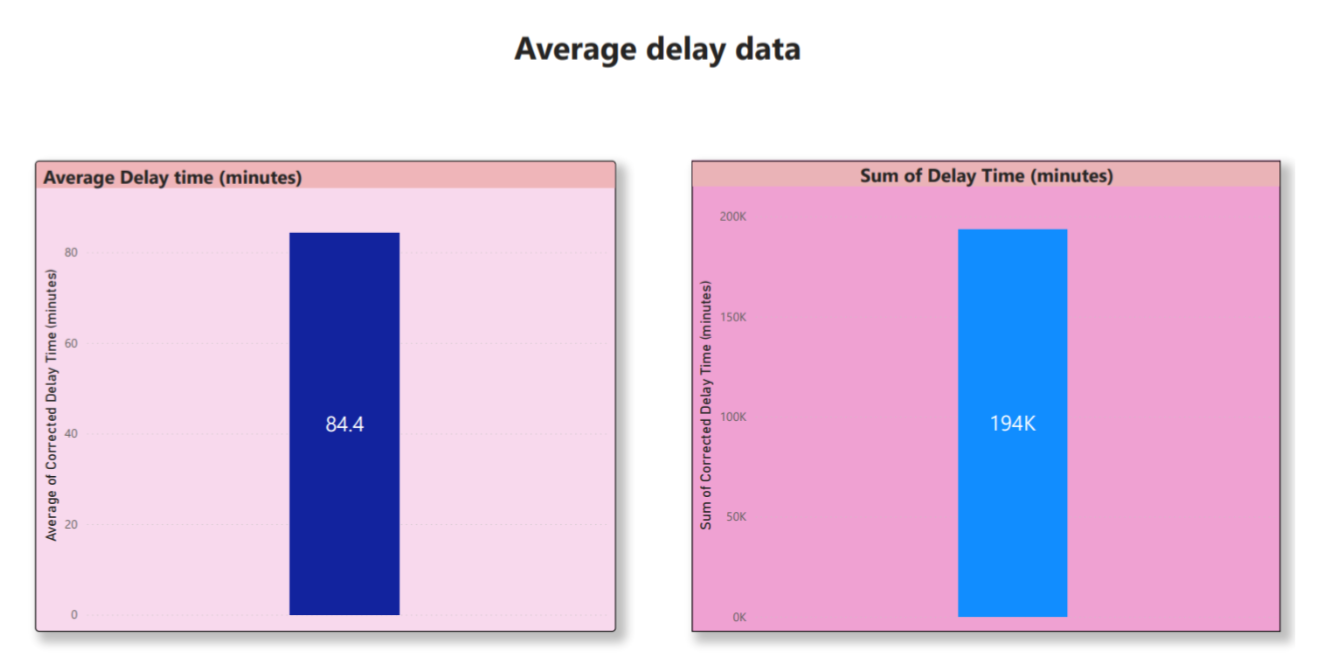 Average delay data
Average Delay time (minutes)
Average of Corrected Delay Time (minutes)
80
60
40
20
0
84.4
Sum of Delay Time (minutes)
Sum of Corrected Delay Time (minutes)
200K
150K
100K
50K
0K
194K